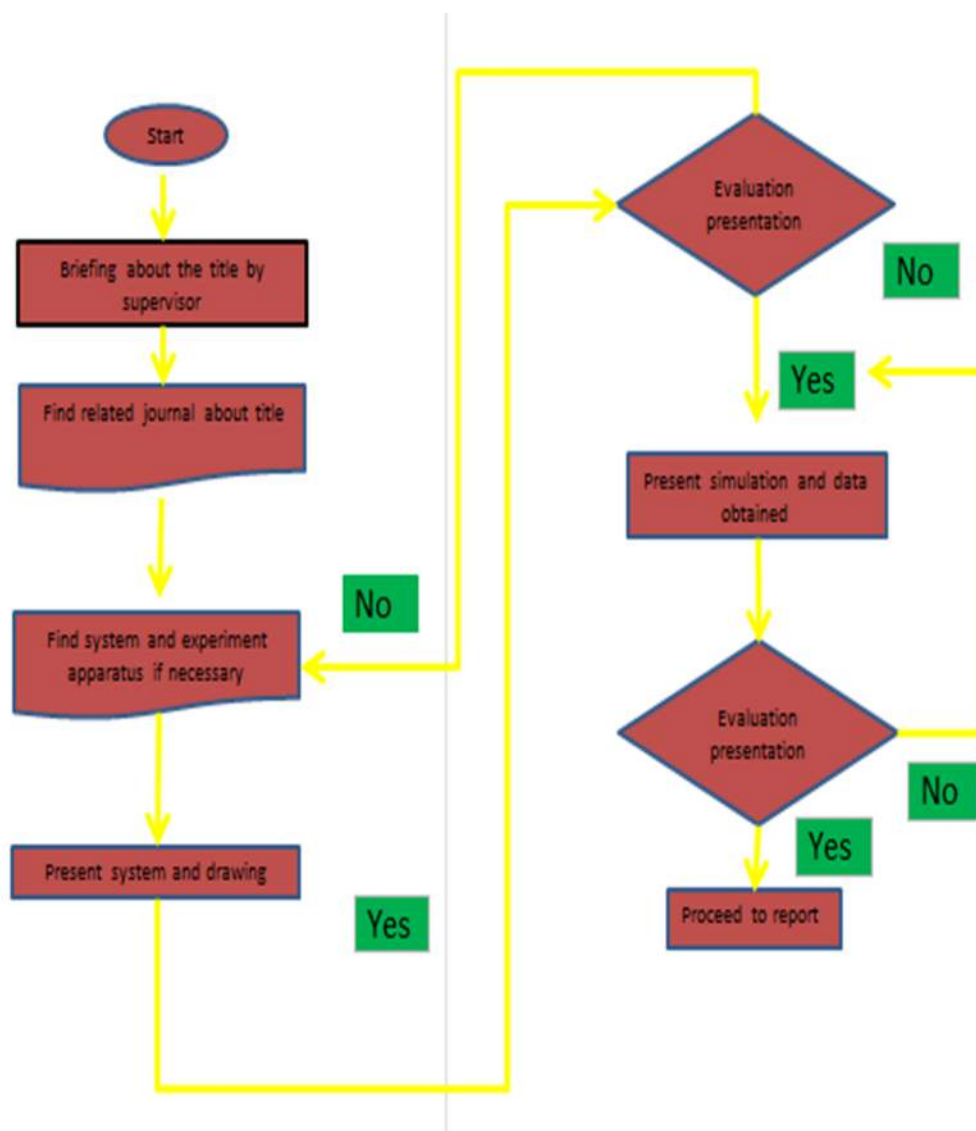 Start
Briefing about the title by
supervisor
Find related journal about title
No
Find system and experiment
apparatus if necessary
Present system and drawing
Yes
Evaluation
presentation
No
Yes
Present simulation and data
obtained
Evaluation
presentation
No
Yes
Proceed to report